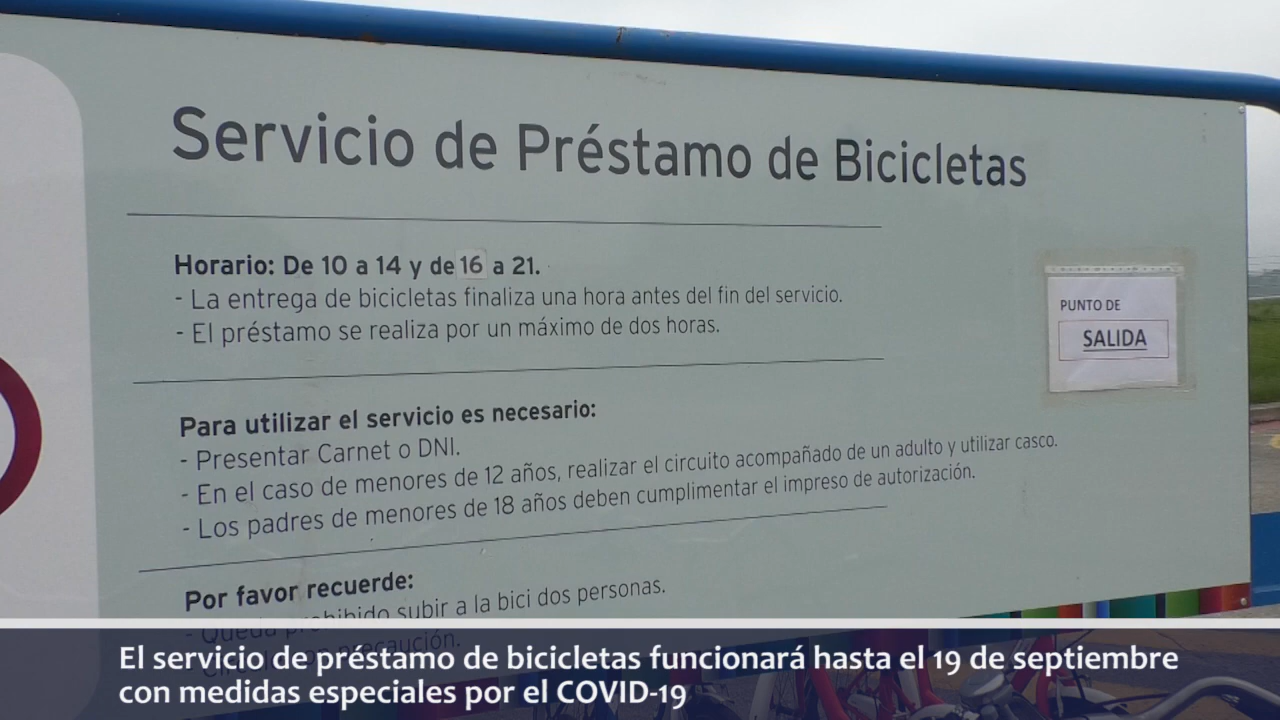 Servicio de Préstamo de Bicicletas
Horario: De 10 a 14 y de 16 a 21.
- La entrega de bicicletas finaliza una hora antes del fin del servicio.
- El préstamo se realiza por un máximo de dos horas.
PUNTO DE
SALIDA
Para utilizar el servicio es necesario:
- Presentar Carnet o DNI.
- En el caso de menores de 12 años, realizar el circuito acompañado de un adulto y utilizar casco.
- Los padres de menores de 18 años deben cumplimentar el impreso de autorización.
Por favor recuerde:
- Queda prohibido subir a la bici dos personas.
precaución.
El servicio de préstamo de bicicletas funcionará hasta el 19 de septiembre
con medidas especiales por el COVID-19